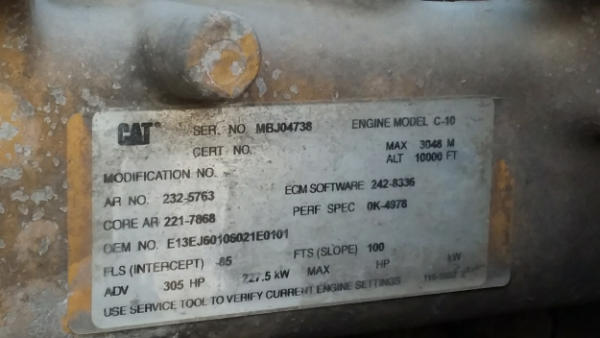 CAT SER. NO. MBJ04738 ENGINE MODEL C-10
CERT NO. MAX 3048 M
ALT 10000 FT
MODIFICATION NO.
AR NO. 232-5763 ECM SOFTWARE 242-8336
CORE AR 221-7868 PERF SPEC 0K-4978
OEM NO. E13EJ60106021E0101
FLS (INTERCEPT) -85 FTS (SLOPE) 100
ADV 305 HP 227.5 kW MAX HP kW
USE SERVICE TOOL TO VERIFY CURRENT ENGINE SETTINGS